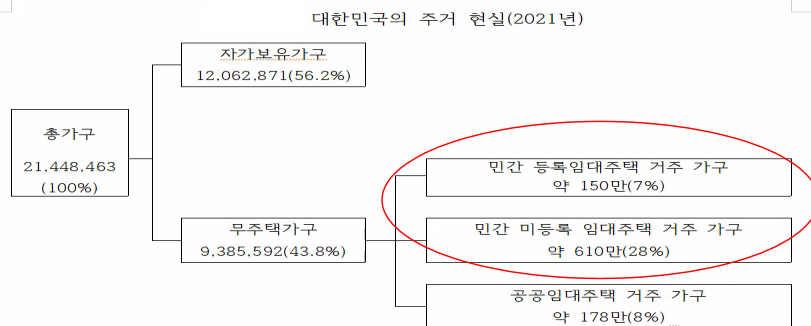 대한민국의 주거 현실(2021년)
자가보유가구
12,062,871(56.2%)
총가구
21,448,463
(100%)
민간 등록임대주택 거주 가구
약 150만(7%)
무주택가구
9,385,592(43.8%)
민간 미등록 임대주택 거주 가구
약 610만(28%)
공공임대주택 거주 가구
약 178만(8%)